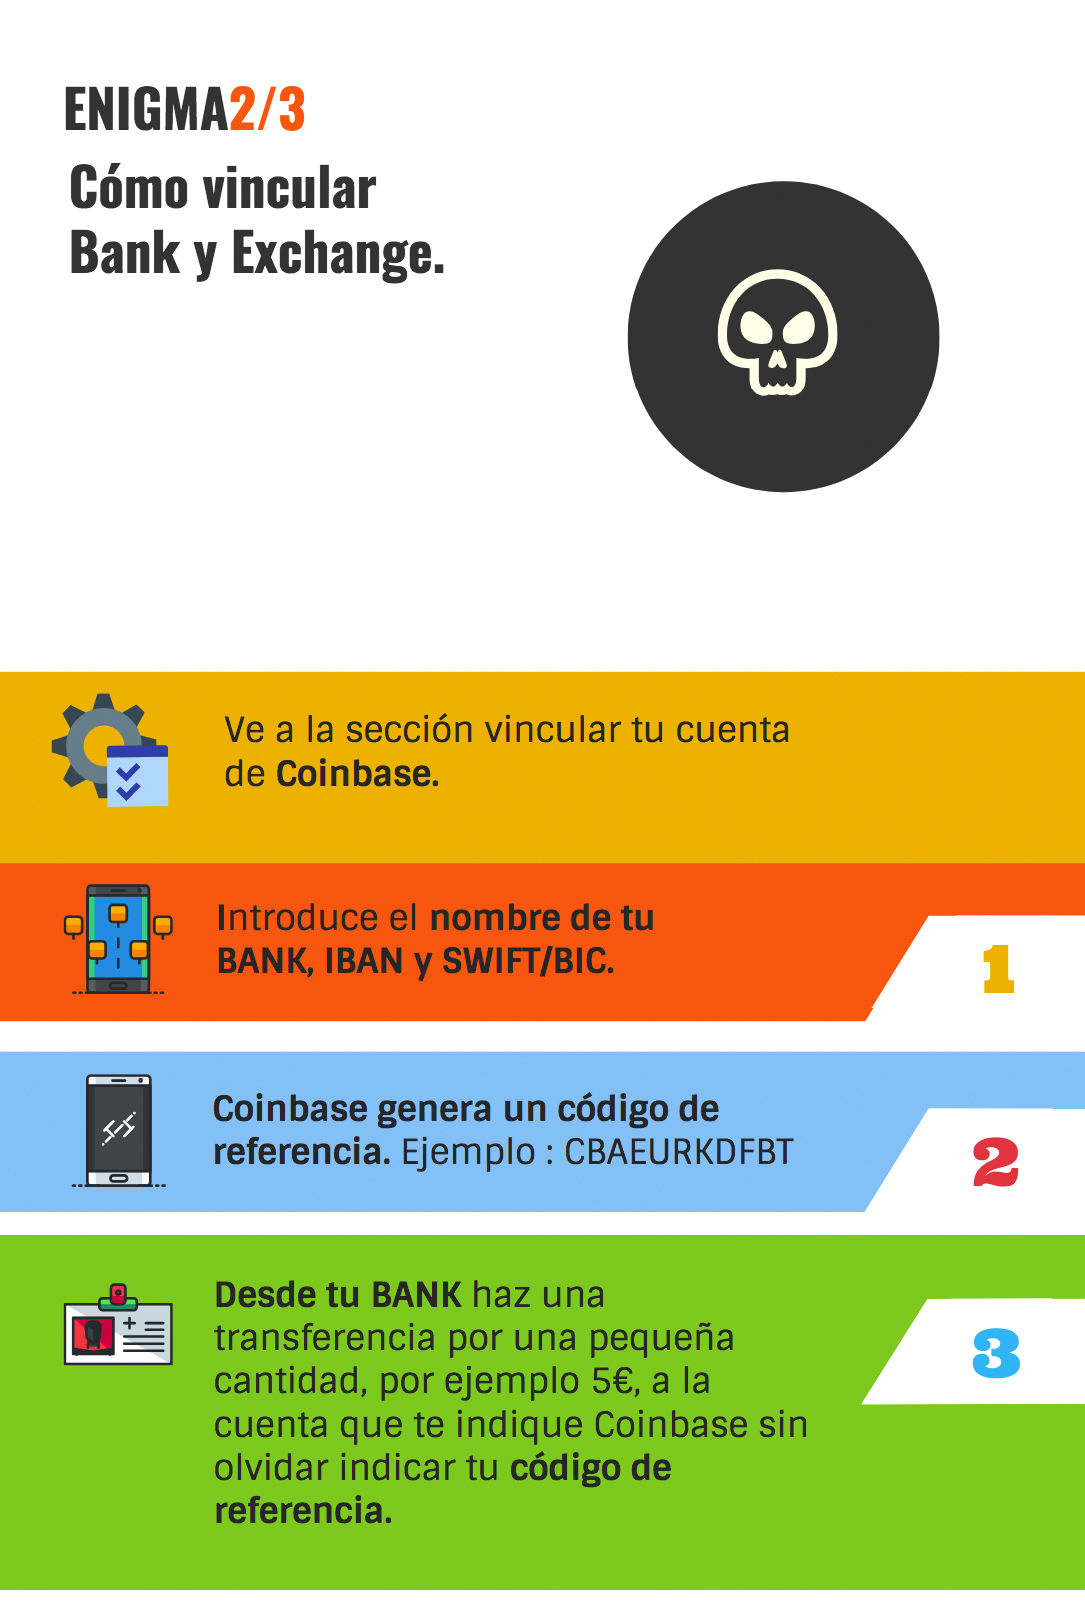 ENIGMA2/3
Cómo vincular
Bank y Exchange.
Ve a la sección vincular tu cuenta
de Coinbase.
Introduce el nombre de tu
BANK, IBAN y SWIFT/BIC.
1
Coinbase genera un código de
referencia. Ejemplo : CBAEURKDFBT
2
Desde tu BANK haz una
transferencia por una pequeña
cantidad, por ejemplo 5€, a la
cuenta que te indique Coinbase sin
olvidar indicar tu código de
referencia.
3